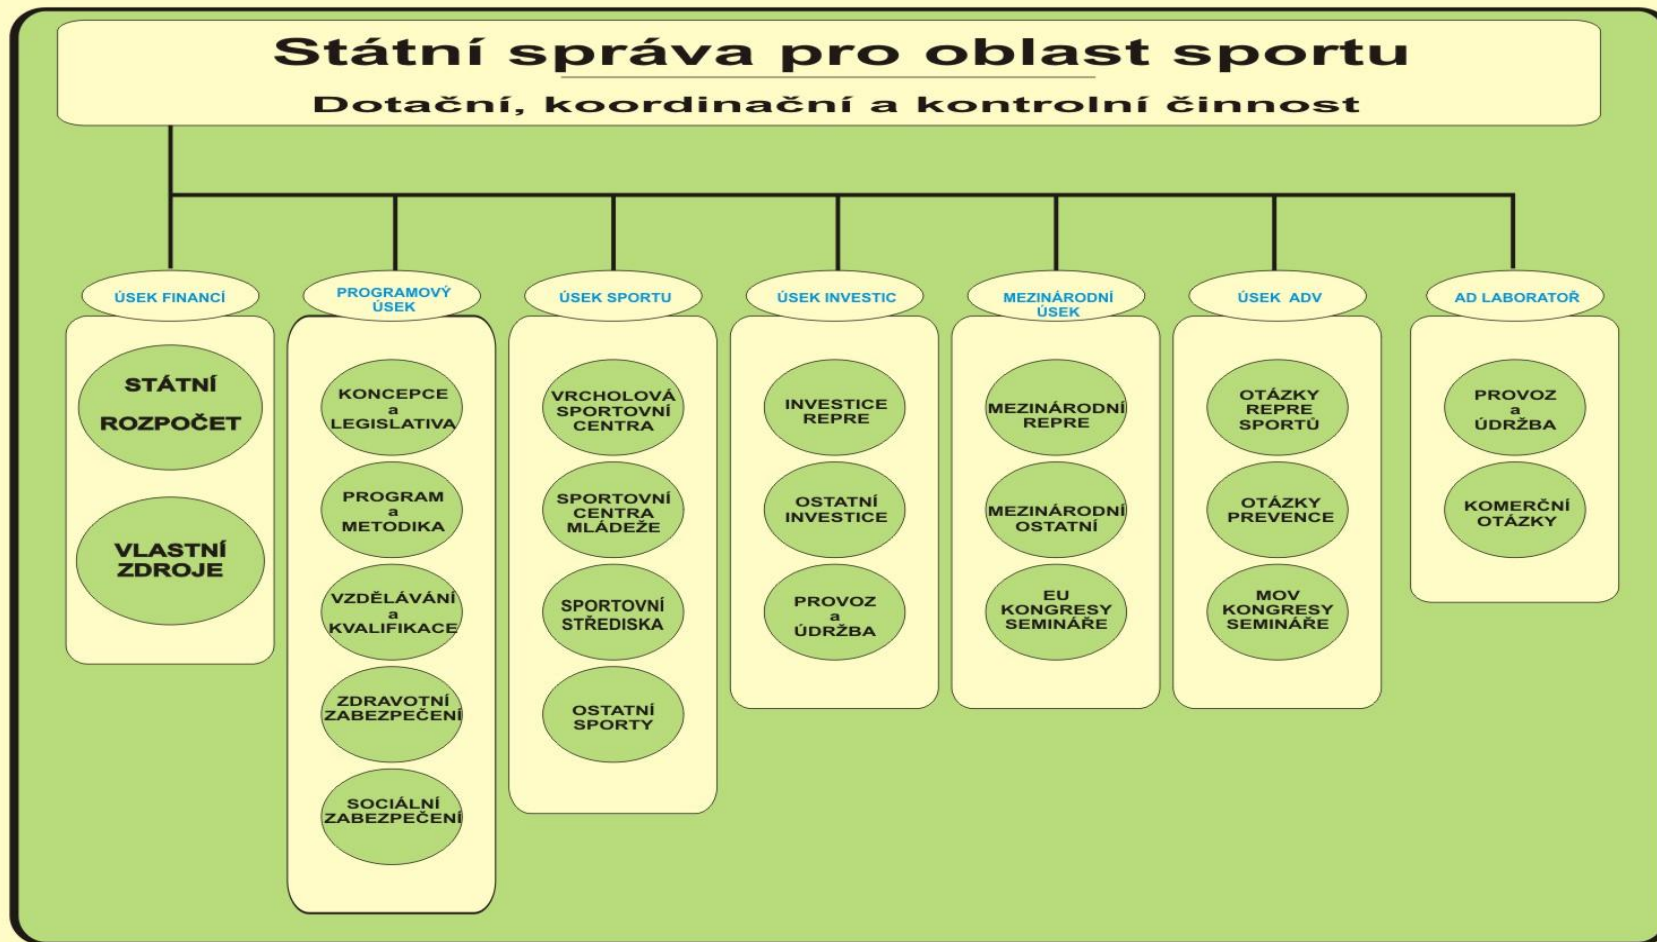 Státní správa pro oblast sportu
Dotační, koordinační a kontrolní činnost
ÚSEK FINANCÍ
STÁTNÍ
ROZPOČET
VLASTNÍ
ZDROJE
PROGRAMOVÝ
ÚSEK
KONCEPCE
a
LEGISLATIVA
PROGRAM
a
METODIKA
VZDĚLÁVÁNÍ
a
KVALIFIKACE
ZDRAVOTNÍ
ZABEZPEČENÍ
SOCIÁLNÍ
ZABEZPEČENÍ
ÚSEK SPORTU
VRCHOLOVÁ
SPORTOVNÍ
CENTRA
SPORTOVNÍ
CENTRA
MLÁDEŽE
SPORTOVNÍ
STŘEDISKA
OSTATNÍ
SPORTY
ÚSEK INVESTIC
INVESTICE
REPRE
OSTATNÍ
INVESTICE
PROVOZ
a
ÚDRŽBA
MEZINÁRODNÍ
ÚSEK
MEZINÁRODNÍ
REPRE
MEZINÁRODNÍ
OSTATNÍ
EU
KONGRESY
SEMINÁŘE
ÚSEK ADV
OTÁZKY
REPRE
SPORTŮ
OTÁZKY
PREVENCE
MOV
KONGRESY
SEMINÁŘE
AD LABORATOŘ
PROVOZ
a
ÚDRŽBA
KOMERČNÍ
OTÁZKY